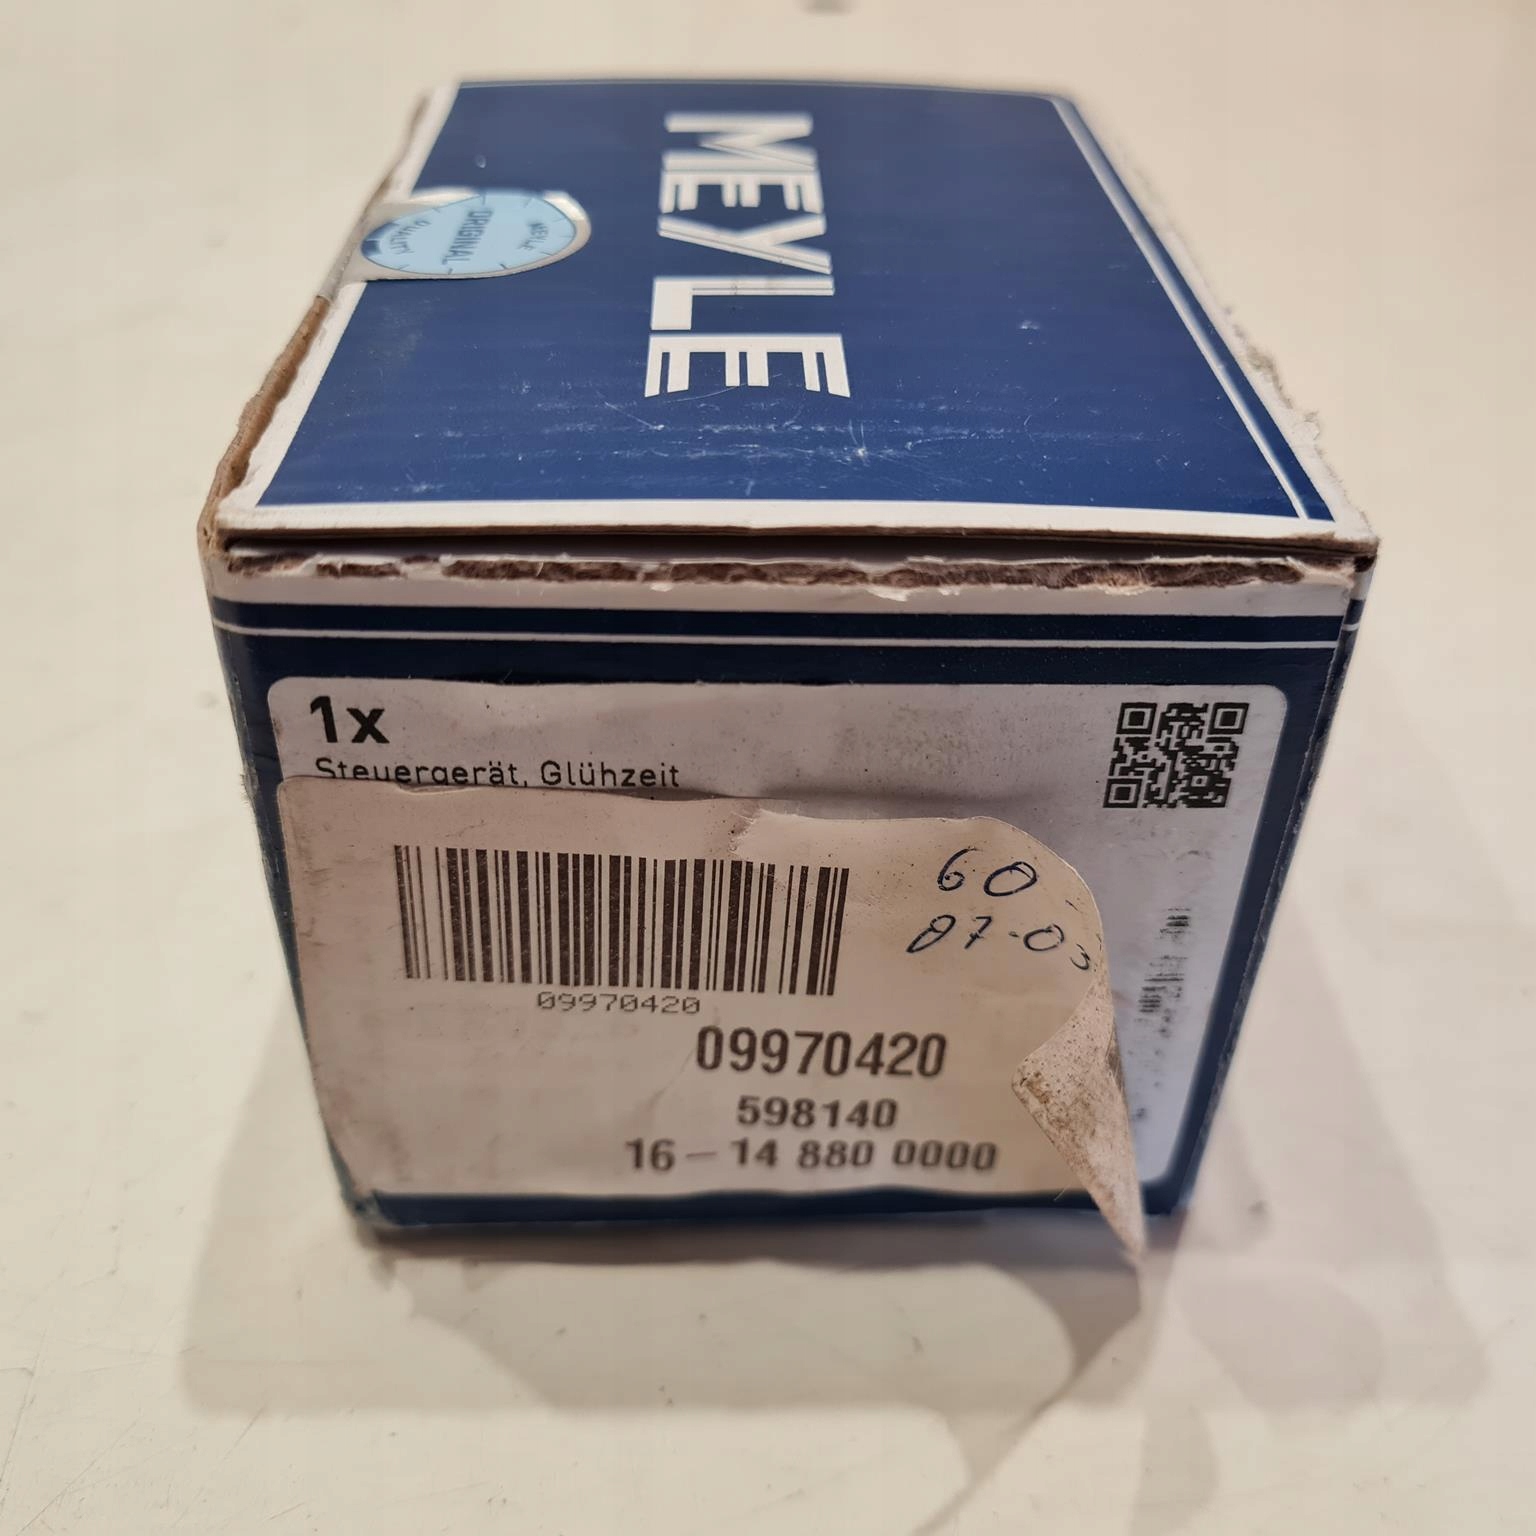 MEYLE
MEYLE
ORIGINAL
QUALITY
1x
Steuergerät, Glühzeit
60
07-03
09970420
09970420
598140
16-14 880 0000